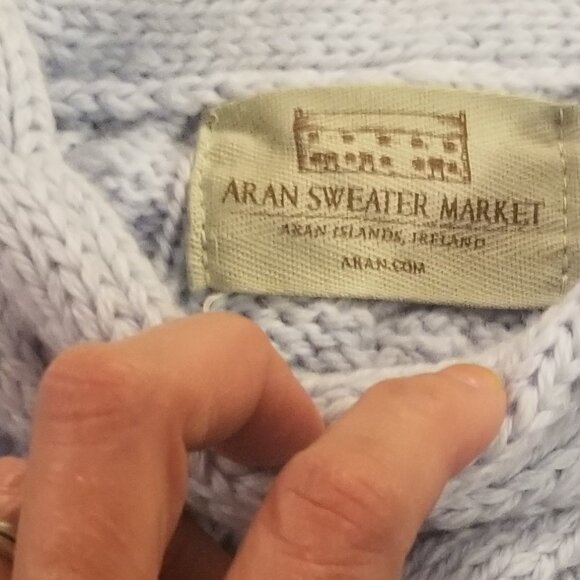 ARAN SWEATER MARKET
ARAN ISLANDS, IRELAND
ARAN.COM